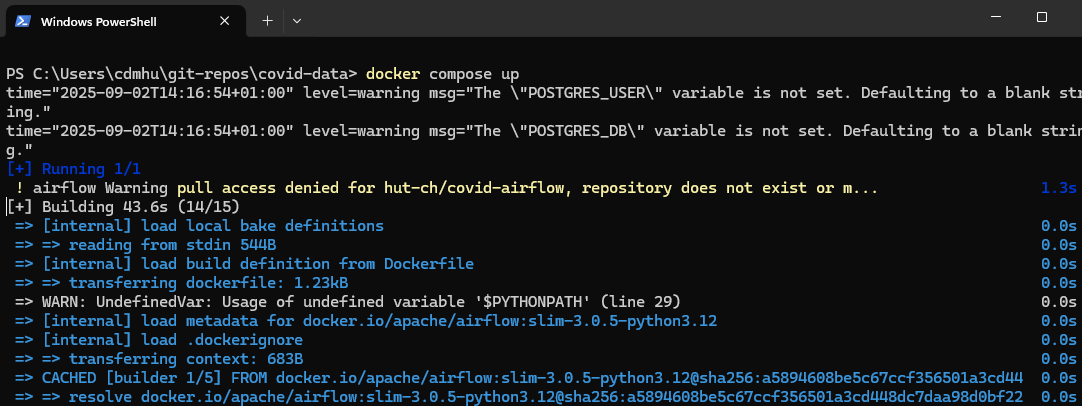 Windows PowerShell
PS C:\Users\cdmhu\git-repos\covid-data> docker compose up
time="2025-09-02T14:16:54+01:00" level=warning msg="The \"POSTGRES_USER\" variable is not set. Defaulting to a blank str
ing."
time="2025-09-02T14:16:54+01:00" level=warning msg="The \"POSTGRES_DB\" variable is not set. Defaulting to a blank strin
g."
[+] Running 1/1
! airflow Warning pull access denied for hut-ch/covid-airflow, repository does not exist or m... 1.3s
[+] Building 43.6s (14/15)
=> [internal] load local bake definitions 0.0s
=> => reading from stdin 544B 0.0s
=> [internal] load build definition from Dockerfile 0.0s
=> => transferring dockerfile: 1.23kB 0.0s
=> WARN: UndefinedVar: Usage of undefined variable '$PYTHONPATH' (line 29) 0.0s
=> [internal] load metadata for docker.io/apache/airflow:slim-3.0.5-python3.12 0.0s
=> [internal] load .dockerignore 0.0s
=> => transferring context: 683B 0.0s
=> CACHED [builder 1/5] FROM docker.io/apache/airflow:slim-3.0.5-python3.12@sha256:a5894608be5c67ccf356501a3cd44 0.0s
=> => resolve docker.io/apache/airflow:slim-3.0.5-python3.12@sha256:a5894608be5c67ccf356501a3cd448dc7daa98d0bf22 0.0s